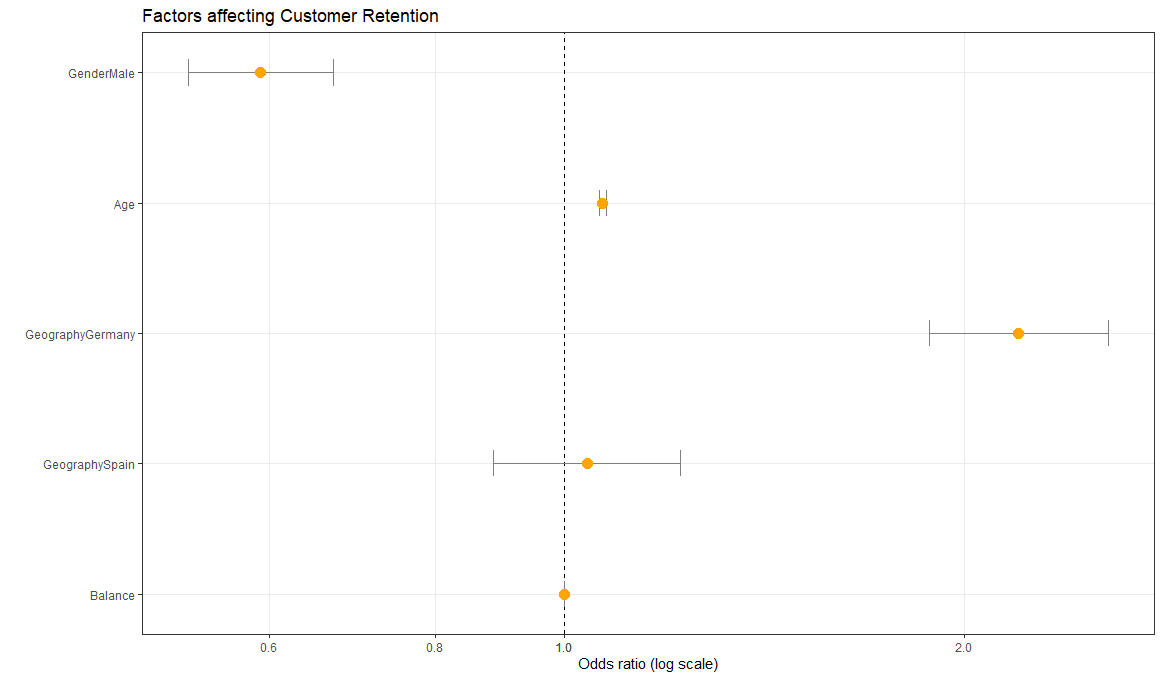 Factors affecting Customer Retention
GenderMale
Age
GeographyGermany
GeographySpain
Balance
0.6 0.8 1.0 2.0
Odds ratio (log scale)